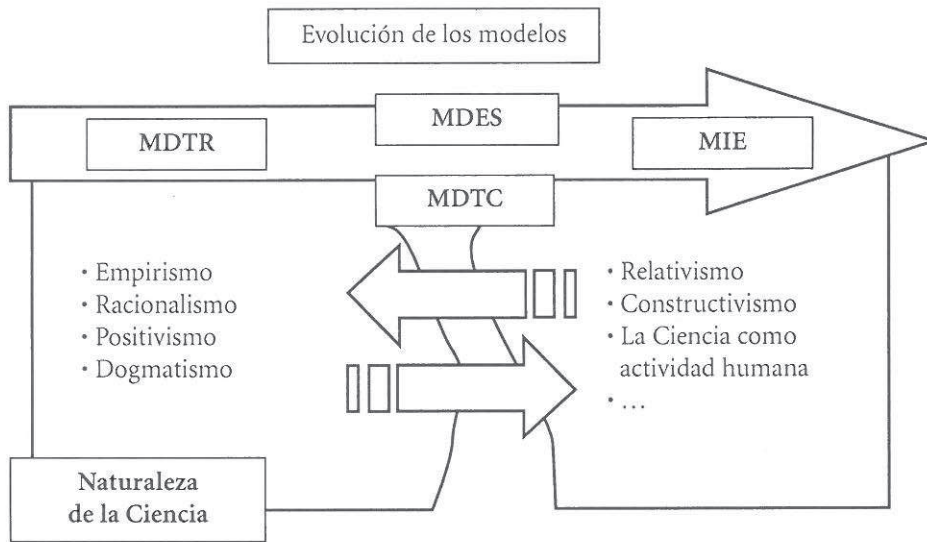 Evolución de los modelos
MDES
MDTR
MIE
MDTC
• Empirismo
• Racionalismo
• Positivismo
• Dogmatismo
• Relativismo
• Constructivismo
• La Ciencia como
actividad humana
• ...
Naturaleza
de la Ciencia